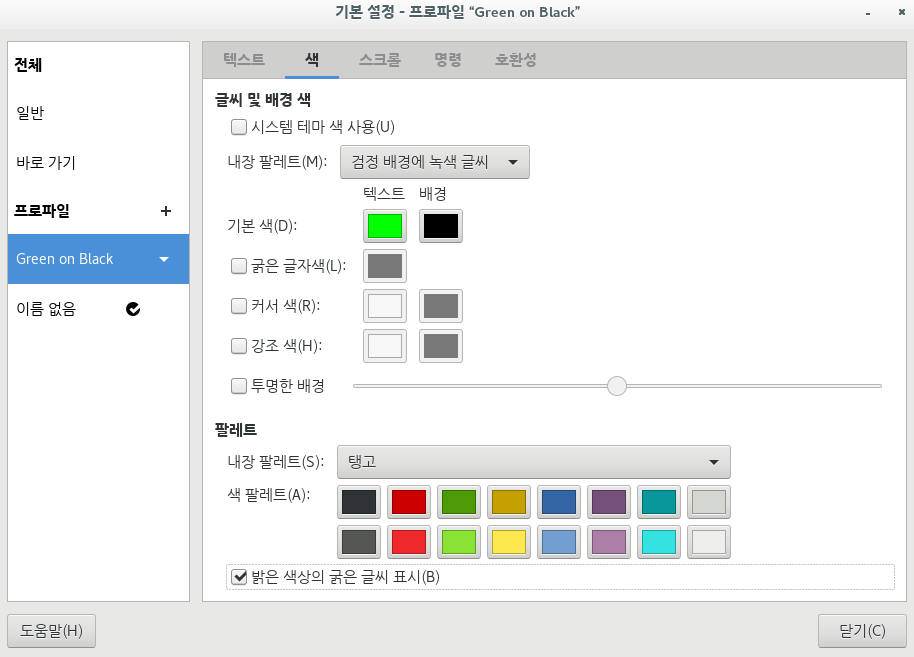 기본 설정 - 프로파일 “Green on Black”
전체
일반
바로 가기
프로파일
Green on Black
이름 없음
텍스트 색 스크롤 명령 호환성
글씨 및 배경 색
시스템 테마 색 사용(U)
내장 팔레트(M): 검정 배경에 녹색 글씨
텍스트 배경
기본 색(D):
굵은 글자색(L):
커서 색(R):
강조 색(H):
투명한 배경
팔레트
내장 팔레트(S): 탱고
색 팔레트(A):
밝은 색상의 굵은 글씨 표시(B)
도움말(H) 닫기(C)